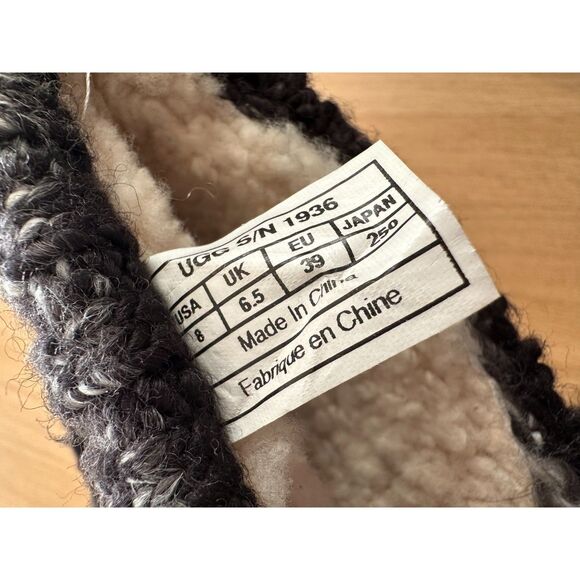 UGG S/N 1936
USA UK EU JAPAN
8 6.5 39 250
Made In China
Fabrique en Chine